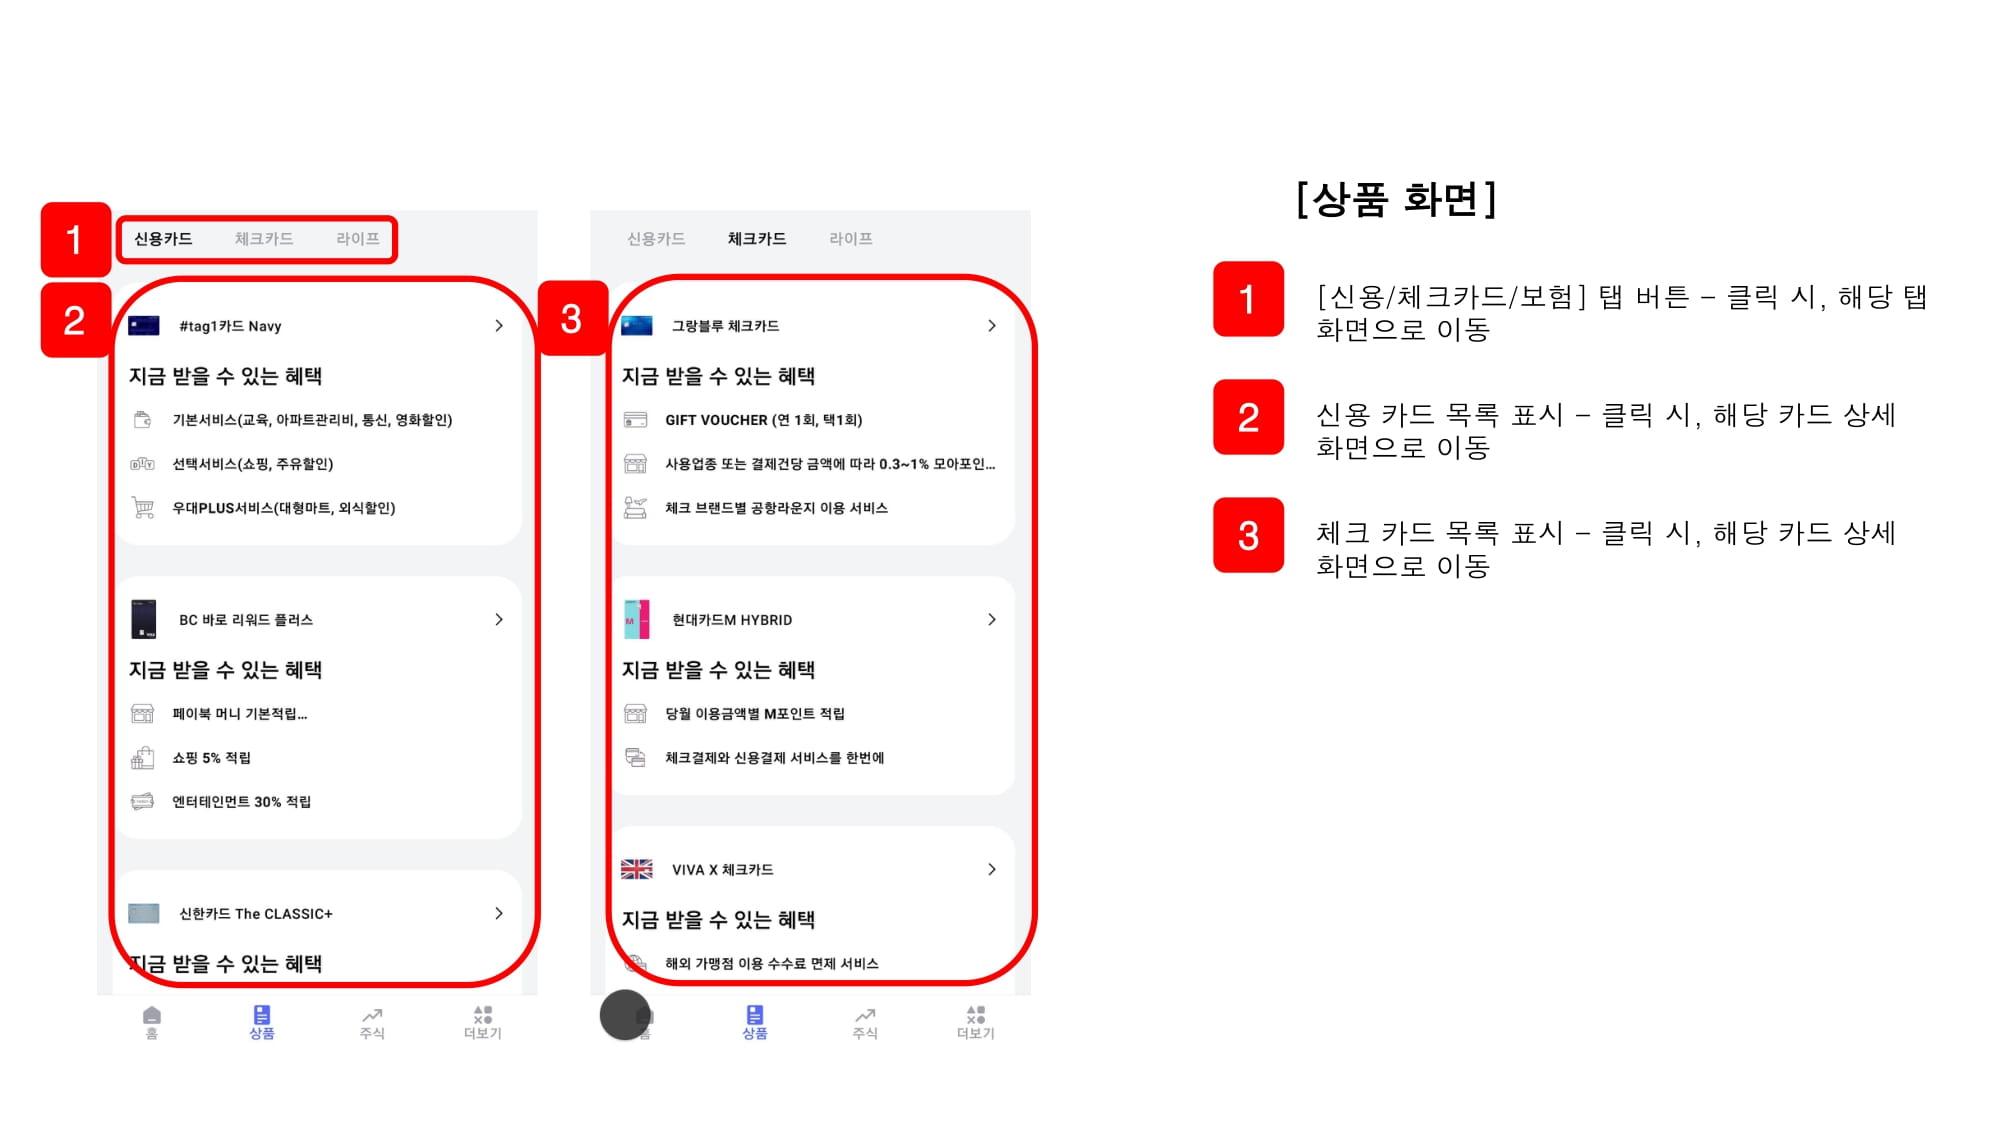 1
신용카드 체크카드 라이프
2
#tag1카드 Navy
지금 받을 수 있는 혜택
기본서비스(교육, 아파트관리비, 통신, 영화할인)
선택서비스(쇼핑, 주유할인)
우대PLUS서비스(대형마트, 외식할인)
BC 바로 리워드 플러스
지금 받을 수 있는 혜택
페이북 머니 기본적립...
쇼핑 5% 적립
엔터테인먼트 30% 적립
신한카드 The CLASSIC+
지금 받을 수 있는 혜택
홈 상품 주식 더보기
신용카드 체크카드 라이프
3
그랑블루 체크카드
지금 받을 수 있는 혜택
GIFT VOUCHER (연 1회, 택1회)
사용업종 또는 결제건당 금액에 따라 0.3~1% 모아포인...
체크 브랜드별 공항라운지 이용 서비스
현대카드M HYBRID
지금 받을 수 있는 혜택
당월 이용금액별 M포인트 적립
체크결제와 신용결제 서비스를 한번에
VIVA X 체크카드
지금 받을 수 있는 혜택
해외 가맹점 이용 수수료 면제 서비스
홈 상품 주식 더보기
[상품 화면]
1
[신용/체크카드/보험] 탭 버튼 – 클릭 시, 해당 탭
화면으로 이동
2
신용 카드 목록 표시 – 클릭 시, 해당 카드 상세
화면으로 이동
3
체크 카드 목록 표시 – 클릭 시, 해당 카드 상세
화면으로 이동